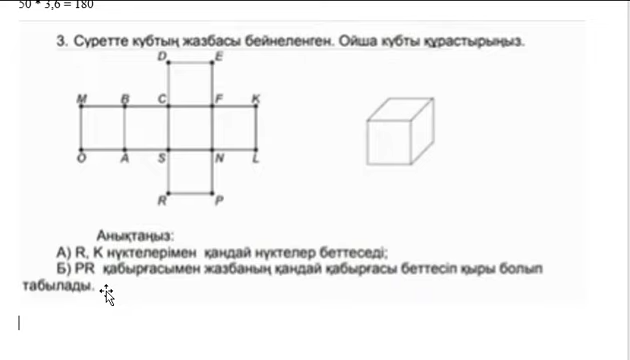 50 * 3,6 = 180
3. Суретте кубтың жазбасы бейнеленген. Ойша кубты құрастырыңыз.
D E
M B C F K
O A S N L
R P
Анықтаңыз:
А) R, K нүктелерімен қандай нүктелер беттеседі;
Б) PR қабырғасымен жазбаның қандай қабырғасы беттесіп қыры болып
табылады.